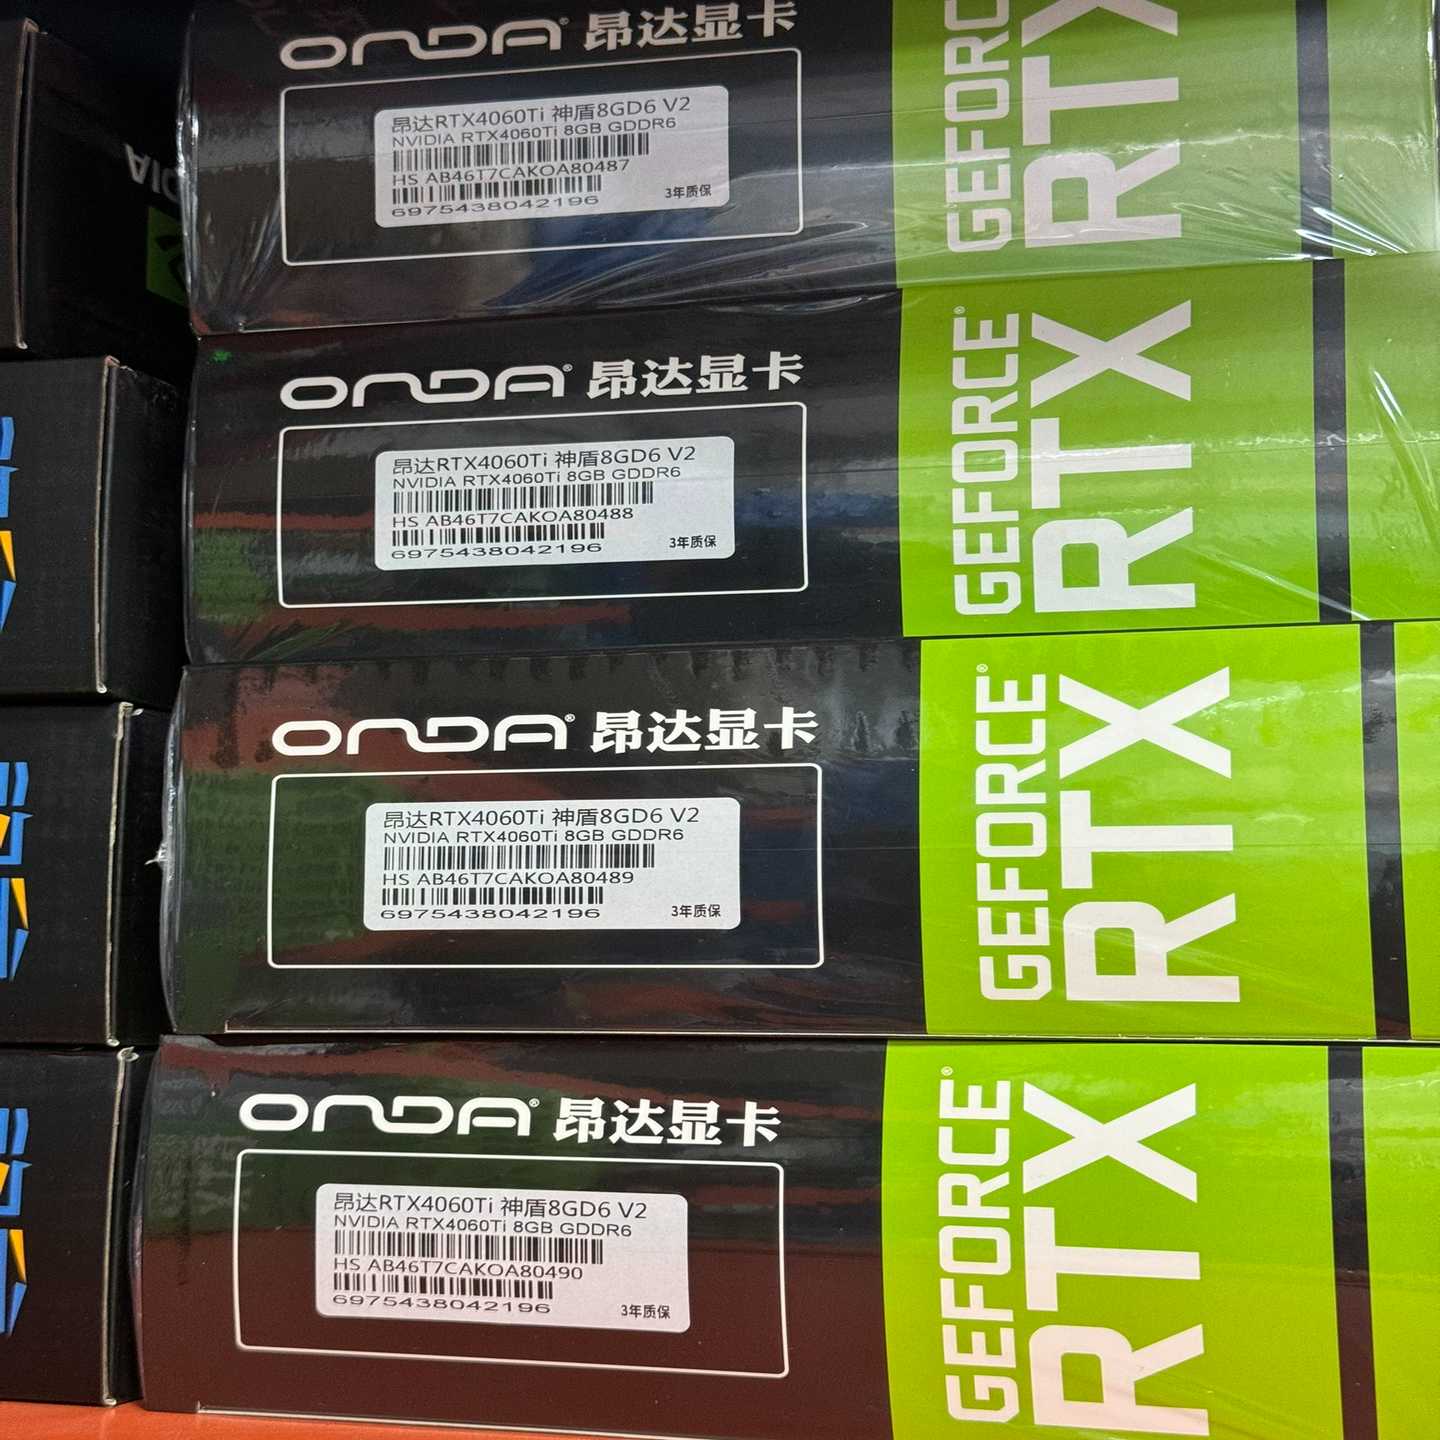 ONDA® 昂达显卡
昂达RTX4060Ti 神盾8GD6 V2
NVIDIA RTX4060Ti 8GB GDDR6
HS AB46T7CAKOA80487
6975438042196
3年质保
GEFORCE
RTX
ONDA® 昂达显卡
昂达RTX4060Ti 神盾8GD6 V2
NVIDIA RTX4060Ti 8GB GDDR6
HS AB46T7CAKOA80488
6975438042196
3年质保
GEFORCE®
RTX
ONDA® 昂达显卡
昂达RTX4060Ti 神盾8GD6 V2
NVIDIA RTX4060Ti 8GB GDDR6
HS AB46T7CAKOA80489
6975438042196
3年质保
GEFORCE®
RTX
ONDA® 昂达显卡
昂达RTX4060Ti 神盾8GD6 V2
NVIDIA RTX4060Ti 8GB GDDR6
HS AB46T7CAKOA80490
6975438042196
3年质保
GEFORCE®
RTX